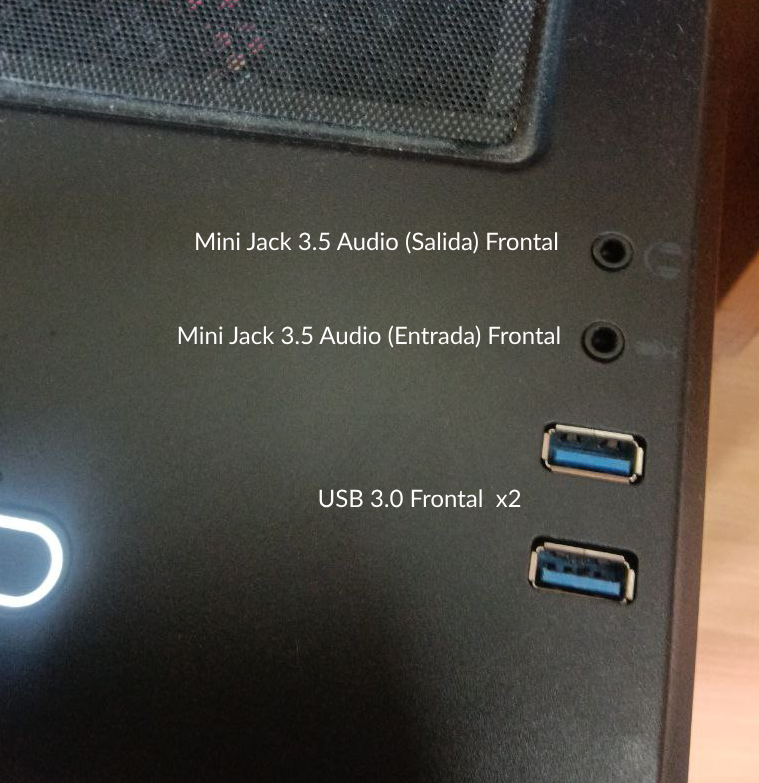 Mini Jack 3.5 Audio (Salida) Frontal
Mini Jack 3.5 Audio (Entrada) Frontal
USB 3.0 Frontal  x2